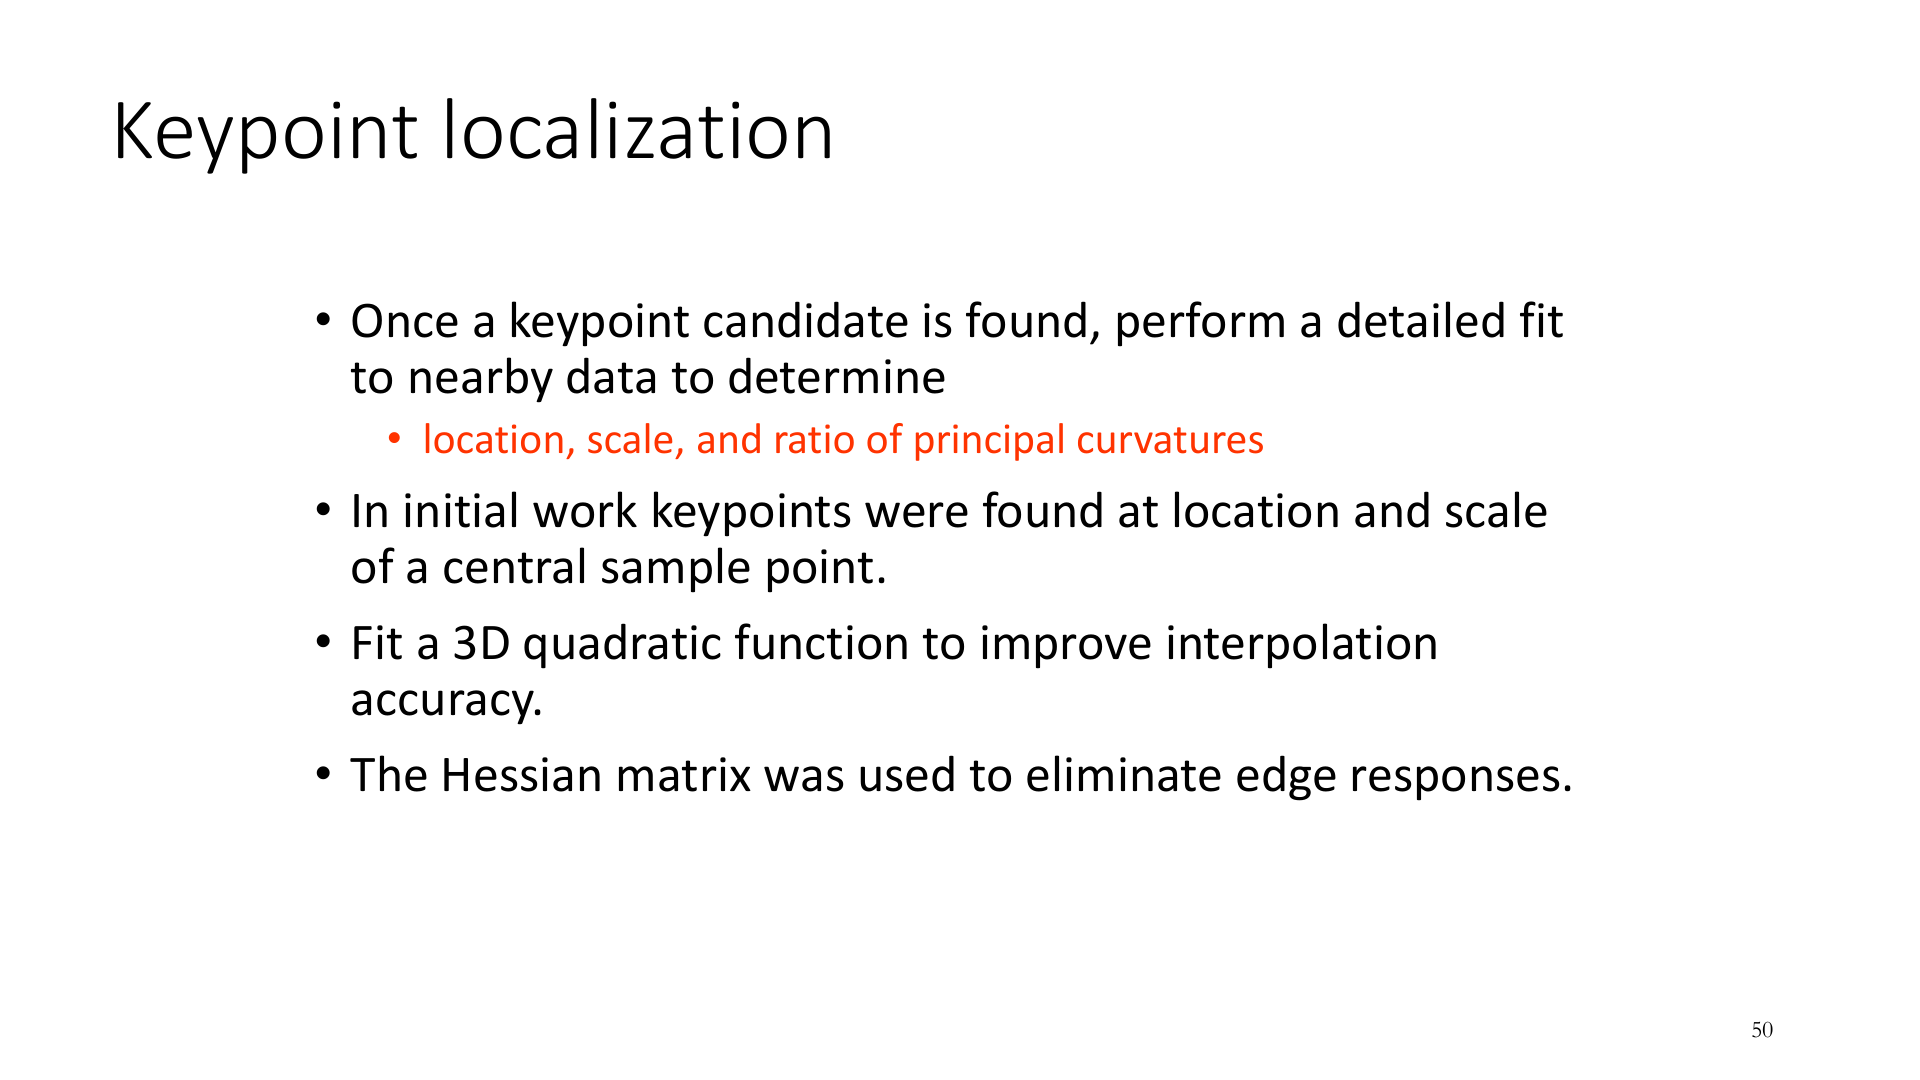 Keypoint localization
• Once a keypoint candidate is found, perform a detailed fit
to nearby data to determine
• location, scale, and ratio of principal curvatures
• In initial work keypoints were found at location and scale
of a central sample point.
• Fit a 3D quadratic function to improve interpolation
accuracy.
• The Hessian matrix was used to eliminate edge responses.
50